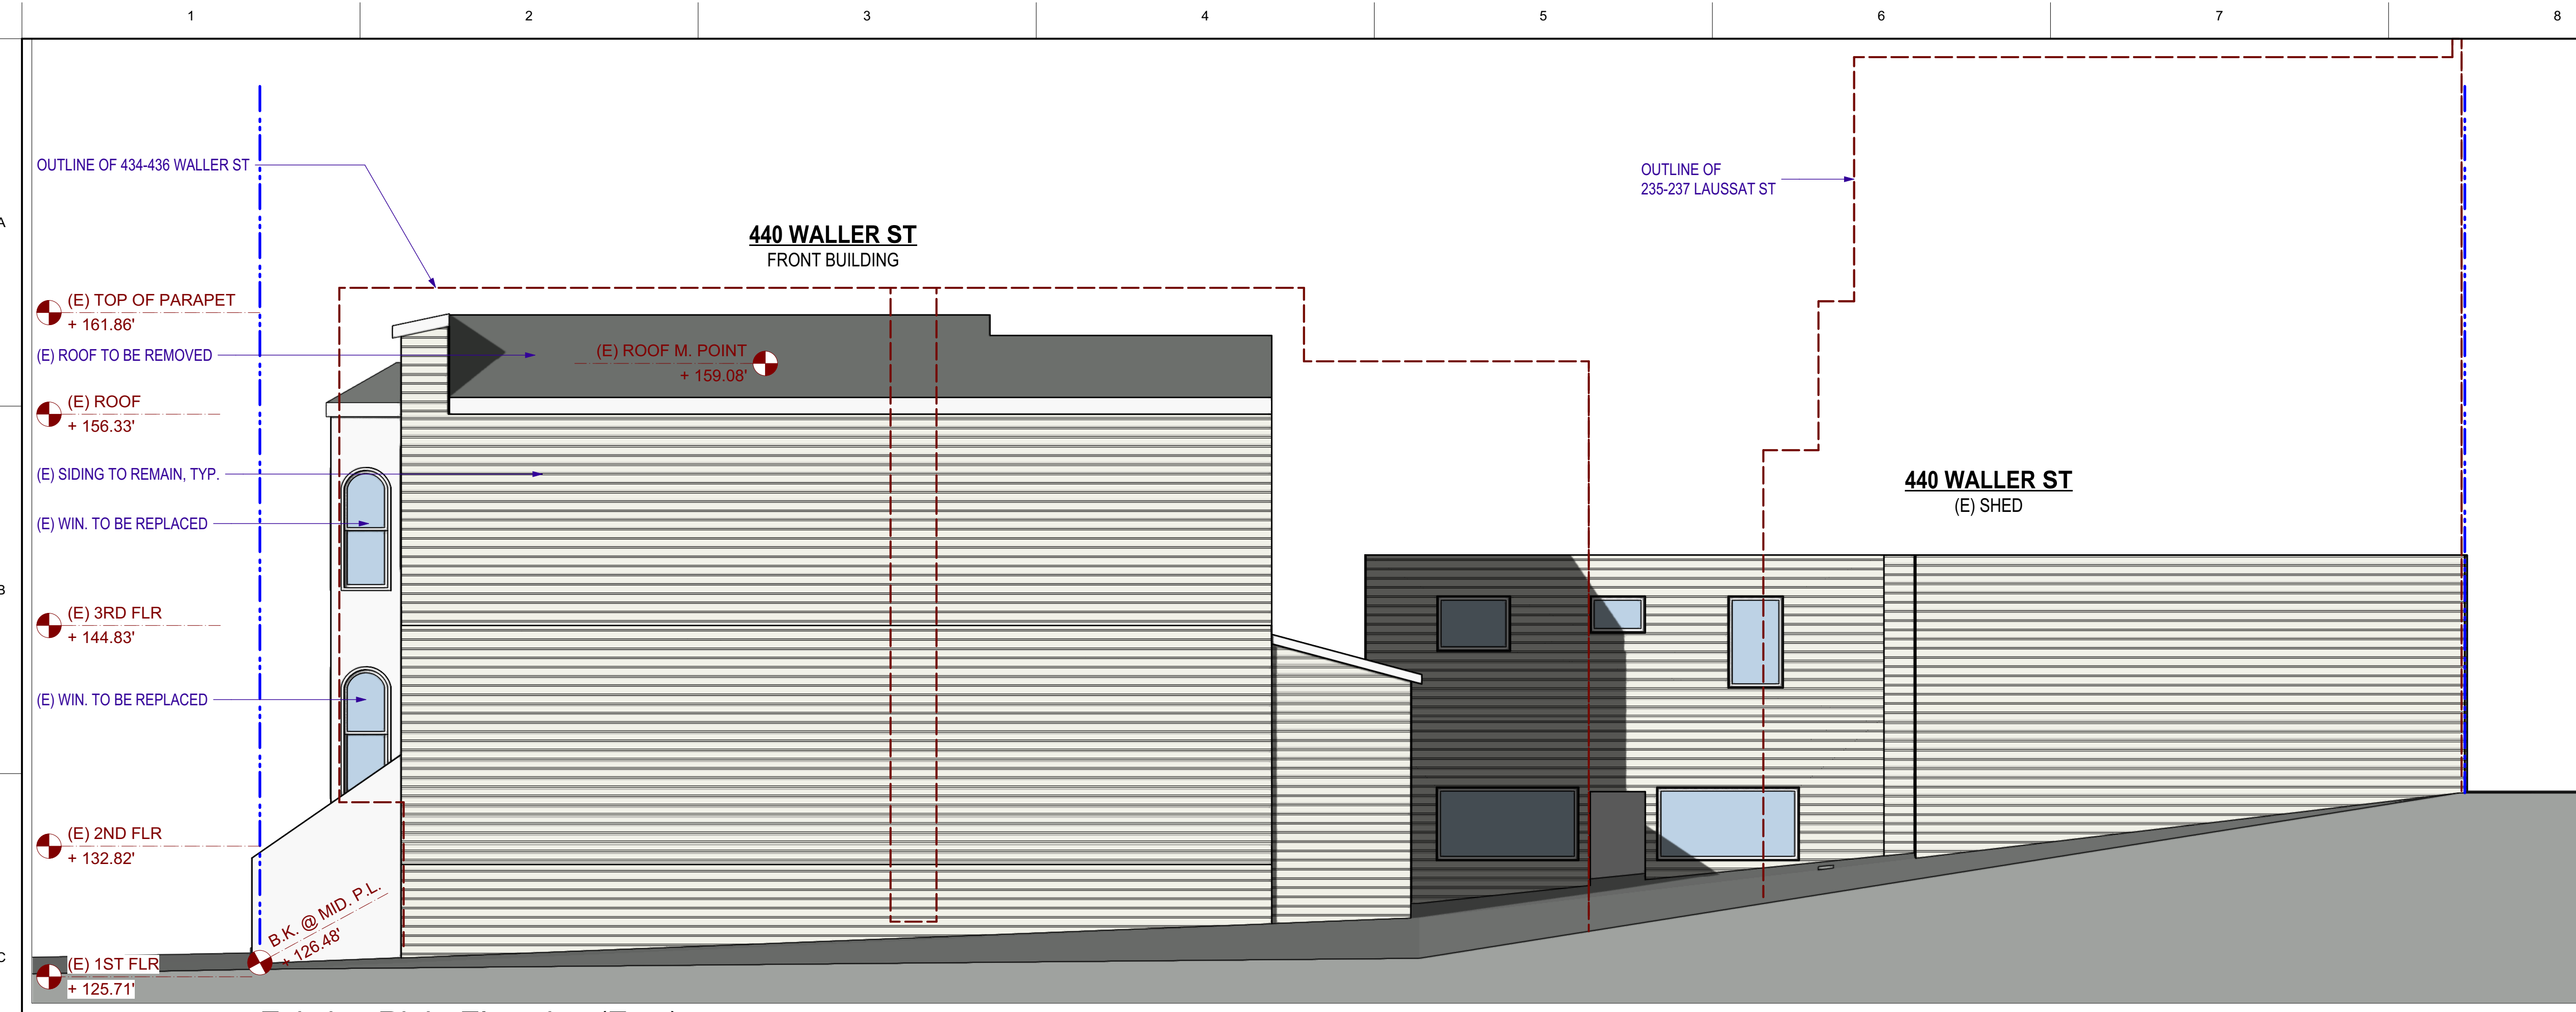 1 2 3 4 5 6 7 8
OUTLINE OF 434-436 WALLER ST
OUTLINE OF
235-237 LAUSSAT ST
A
440 WALLER ST
FRONT BUILDING
(E) TOP OF PARAPET
+ 161.86'
(E) ROOF TO BE REMOVED
(E) ROOF M. POINT
+ 159.08'
(E) ROOF
+ 156.33'
(E) SIDING TO REMAIN, TYP.
440 WALLER ST
(E) SHED
(E) WIN. TO BE REPLACED
B
(E) 3RD FLR
+ 144.83'
(E) WIN. TO BE REPLACED
(E) 2ND FLR
+ 132.82'
B.K. @ MID. P.L.
+ 126.48'
C
(E) 1ST FLR
+ 125.71'